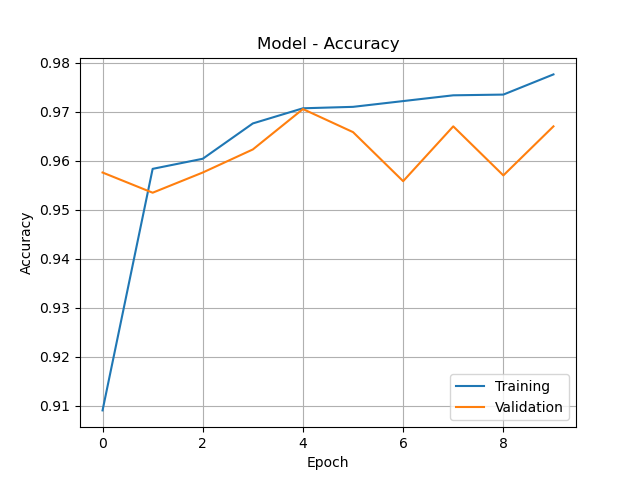 Model - Accuracy
0.98
0.97
0.96
0.95
0.94
0.93
0.92
0.91
Accuracy
0 2 4 6 8
Epoch
Training
Validation